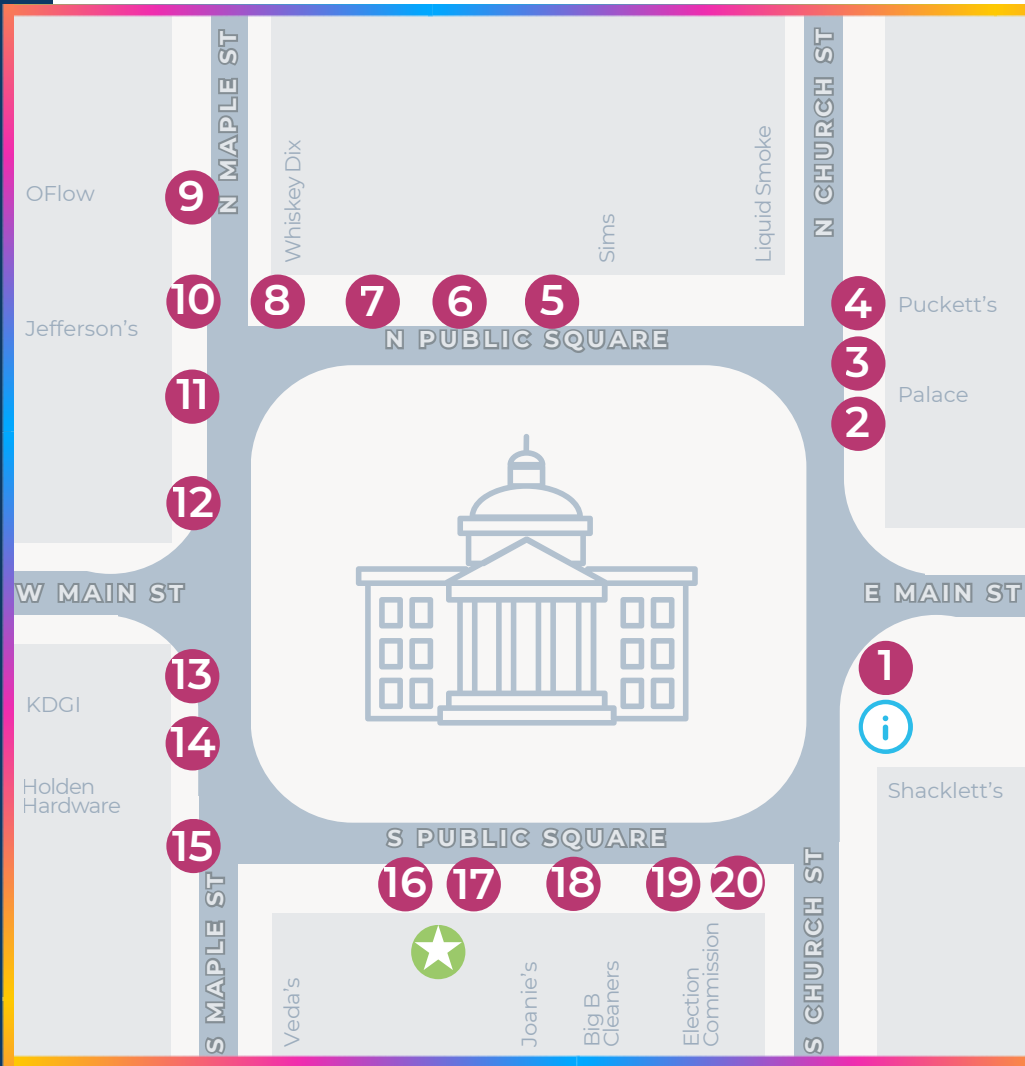 N MAPLE ST
N CHURCH ST
OFlow
Whiskey Dix
Sims
Liquid Smoke
9
10
8
7
6
5
4
Puckett’s
Jefferson’s
N PUBLIC SQUARE
3
11
Palace
2
12
W MAIN ST
E MAIN ST
13
1
i
KDGI
14
Holden
Hardware
Shacklett’s
15
S PUBLIC SQUARE
16
17
18
19
20
S MAPLE ST
S CHURCH ST
Veda’s
Joanie’s
Big B
Cleaners
Election
Commission